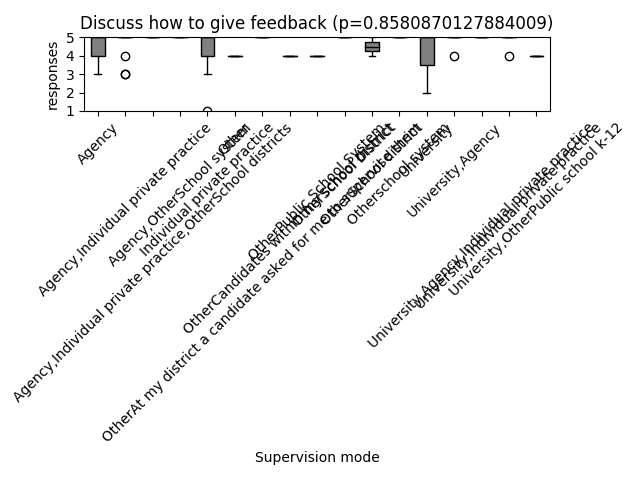 Discuss how to give feedback (p=0.8580870127884009)
responses
5
4
3
2
1
Agency
Agency,Individual private practice
Agency,Individual private practice,OtherSchool districts
Agency,OtherSchool system
Individual private practice
Other
OtherAt my district a candidate asked for me to
OtherCandidates within my School District
OtherPublic School System
OtherSchool District
OtherSchool district
Otherschool system
University
University,Agency
University,Agency,Individual private practice
University,Individual private practice
University,OtherPublic school k-12
Supervision mode